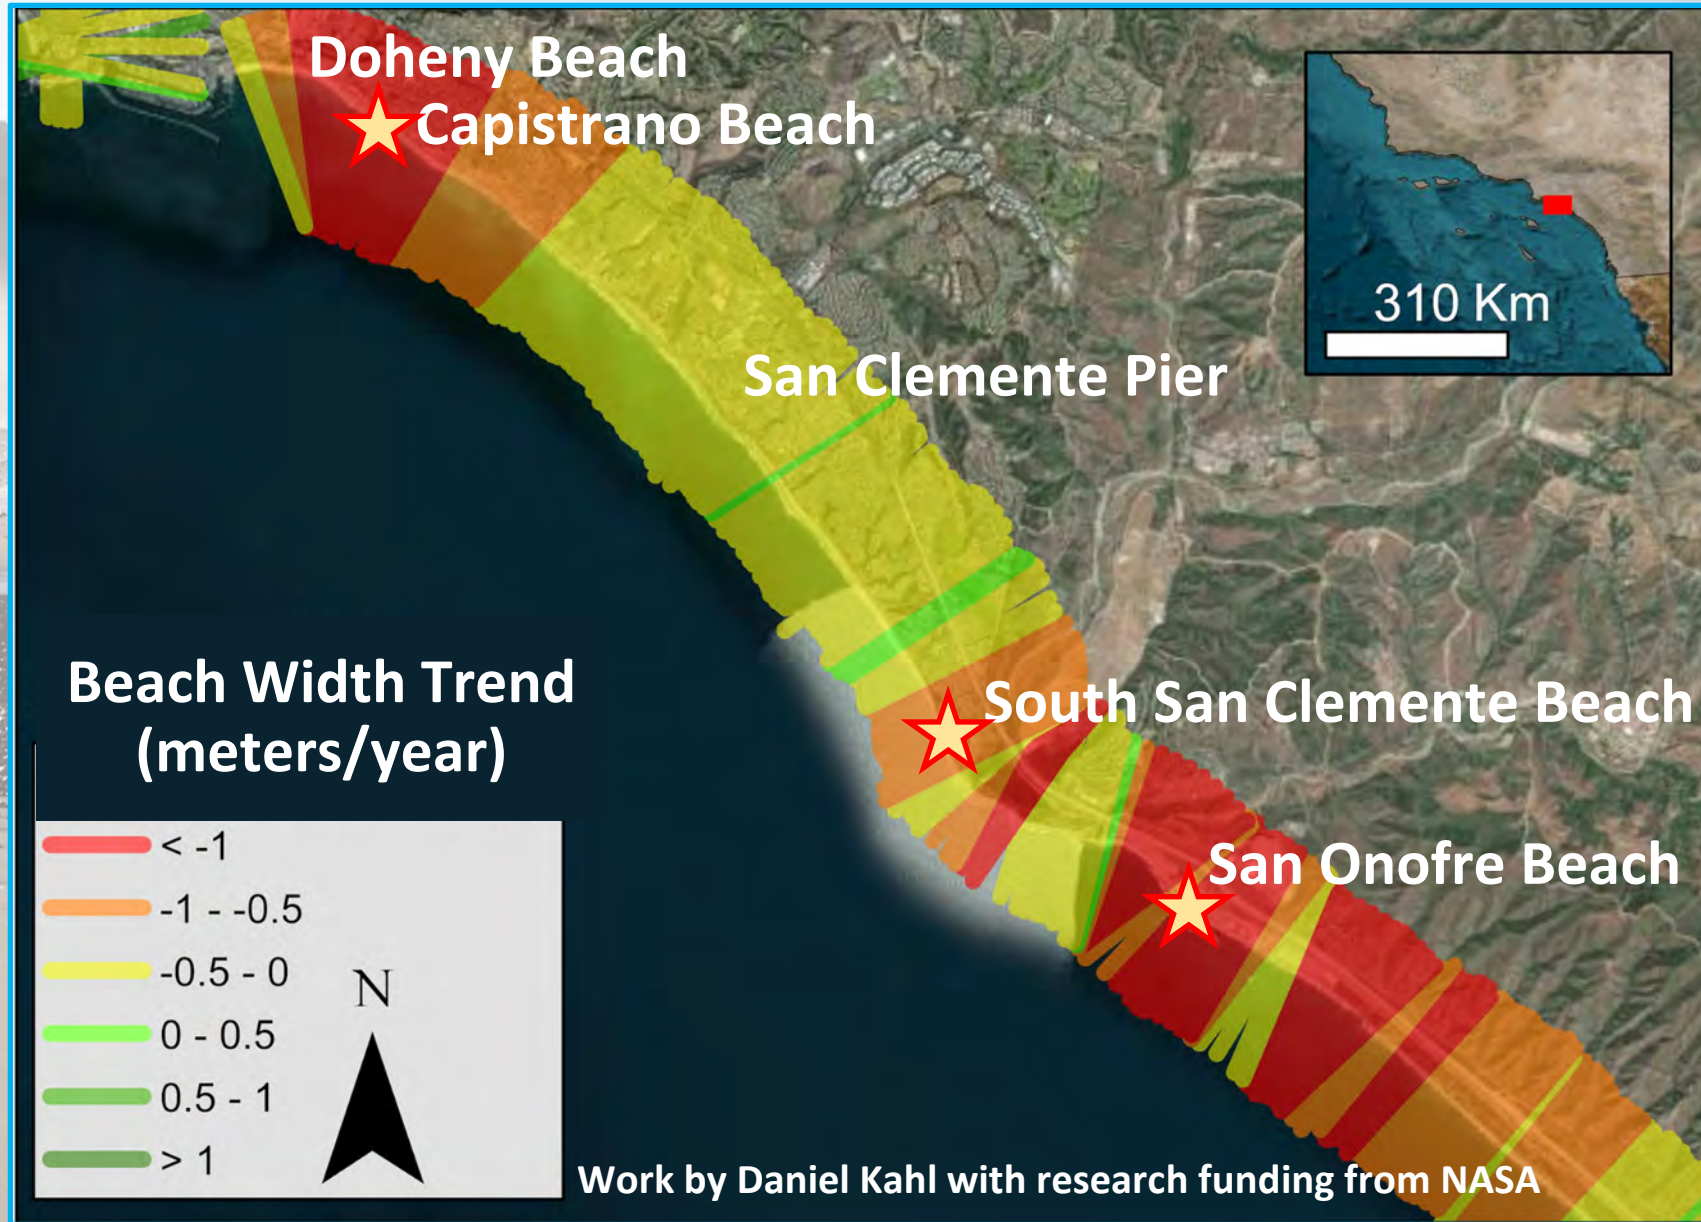 Doheny Beach
Capistrano Beach
310 Km
San Clemente Pier
South San Clemente Beach
San Onofre Beach
Beach Width Trend
(meters/year)
< -1
-1 - -0.5
-0.5 - 0
0 - 0.5
0.5 - 1
> 1
N
Work by Daniel Kahl with research funding from NASA